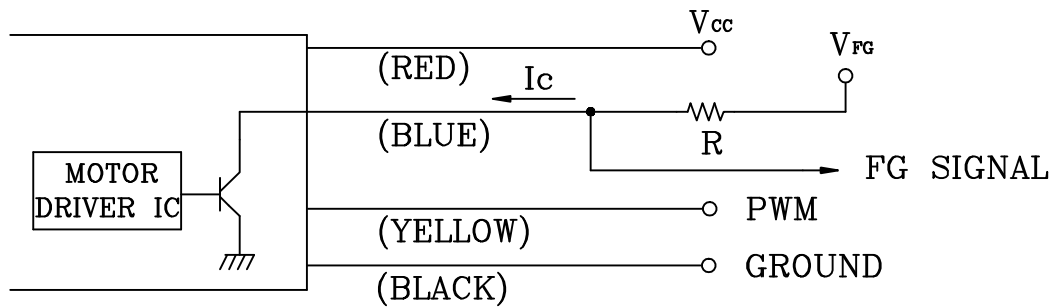 Vcc
VFG
(RED)
Ic
(BLUE)
R
MOTOR
DRIVER IC
FG SIGNAL
PWM
(YELLOW)
GROUND
(BLACK)